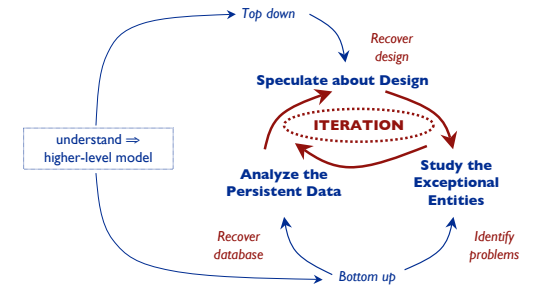 Top down
Recover
design
Speculate about Design
ITERATION
understand ⇒
higher-level model
Analyze the
Persistent Data
Study the
Exceptional
Entities
Recover
database
Identify
problems
Bottom up